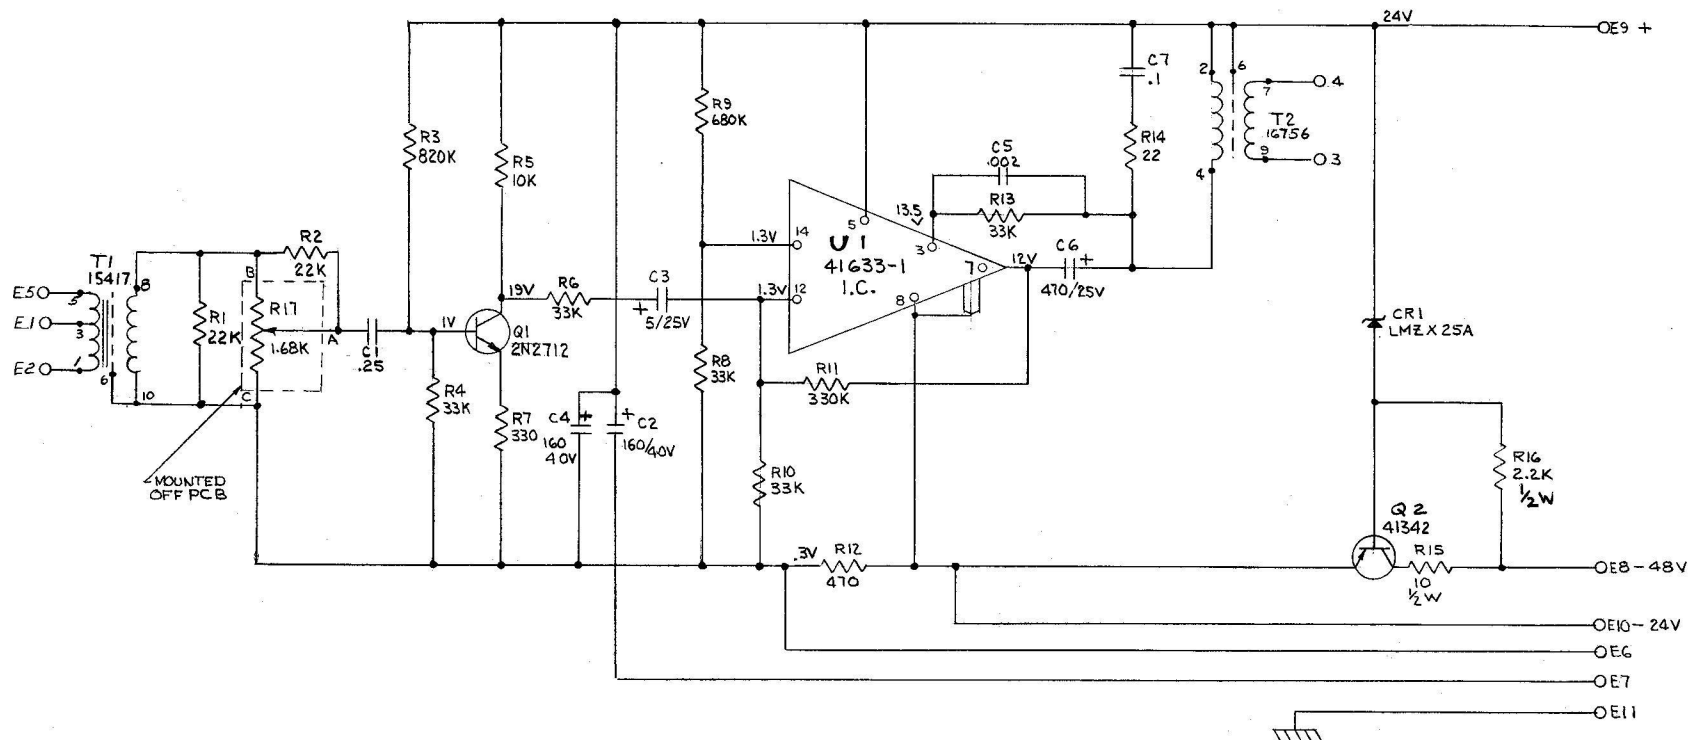 24V
E9 +
R3
820K
R5
10K
R9
680K
C7
.1
R14
22
2
6
4
7
9
T2
16756
4
3
C5
.002
R13
33K
13.5
V
5
3
14
1.3V
U1
41633-1
I.C.
7
8
12V
C6
+
470/25V
1.3V
12
T1
15417
8
R2
22K
B
R17
1.68K
A
C
R1
22K
E5
5
E1
3
E2
1
6
10
C1
.25
1V
19V
Q1
2N2712
R6
33K
C3
+
5/25V
R4
33K
R7
330
R8
33K
R11
330K
R10
33K
C4
+
160
40V
+
C2
160/40V
MOUNTED
OFF PCB
.3V
R12
470
CR1
LMZX25A
R16
2.2K
1/2W
Q2
41342
R15
10
1/2W
E8-48V
E10-24V
E6
E7
E11